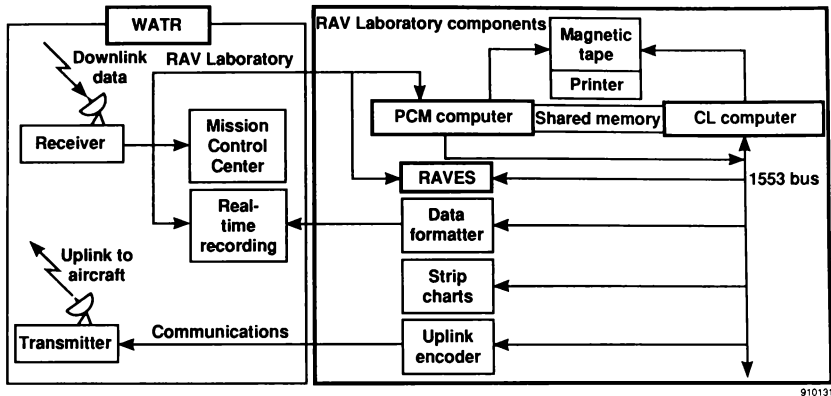 WATR
Downlink
data
RAV Laboratory
Receiver
Mission
Control
Center
Real-
time
recording
Uplink to
aircraft
Transmitter
Communications
RAV Laboratory components
Magnetic
tape
Printer
PCM computer
Shared memory
CL computer
RAVES
1553 bus
Data
formatter
Strip
charts
Uplink
encoder
910131